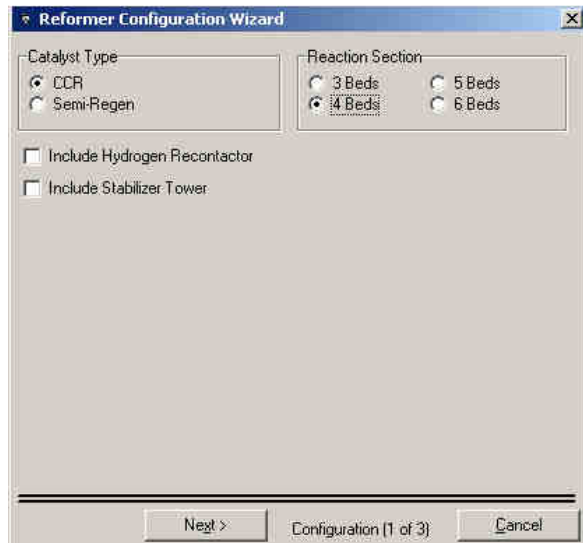 Reformer Configuration Wizard
Catalyst Type
CCR
Semi-Regen
Reaction Section
3 Beds
5 Beds
4 Beds
6 Beds
Include Hydrogen Recontactor
Include Stabilizer Tower
Next >
Configuration (1 of 3)
Cancel